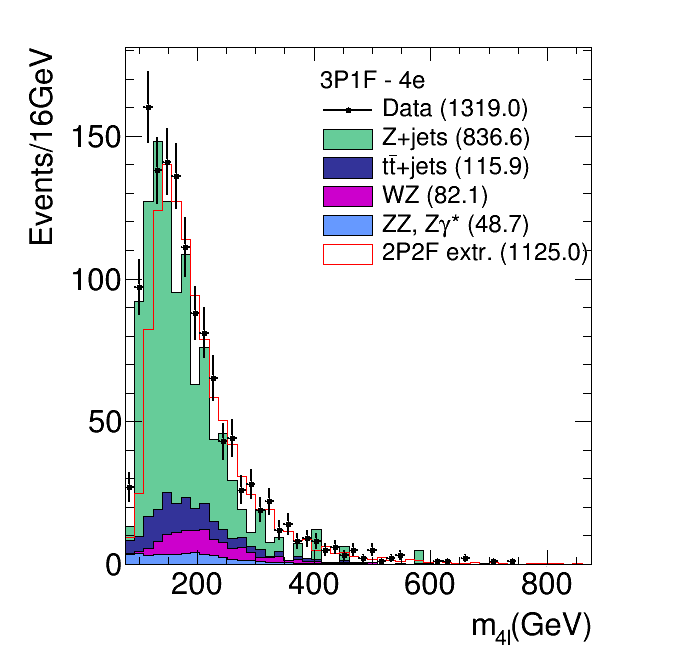 Events/16GeV
3P1F - 4e
Data (1319.0)
Z+jets (836.6)
tt̄+jets (115.9)
WZ (82.1)
ZZ, Zγ* (48.7)
2P2F extr. (1125.0)
150
100
50
0
200 400 600 800
m4l(GeV)